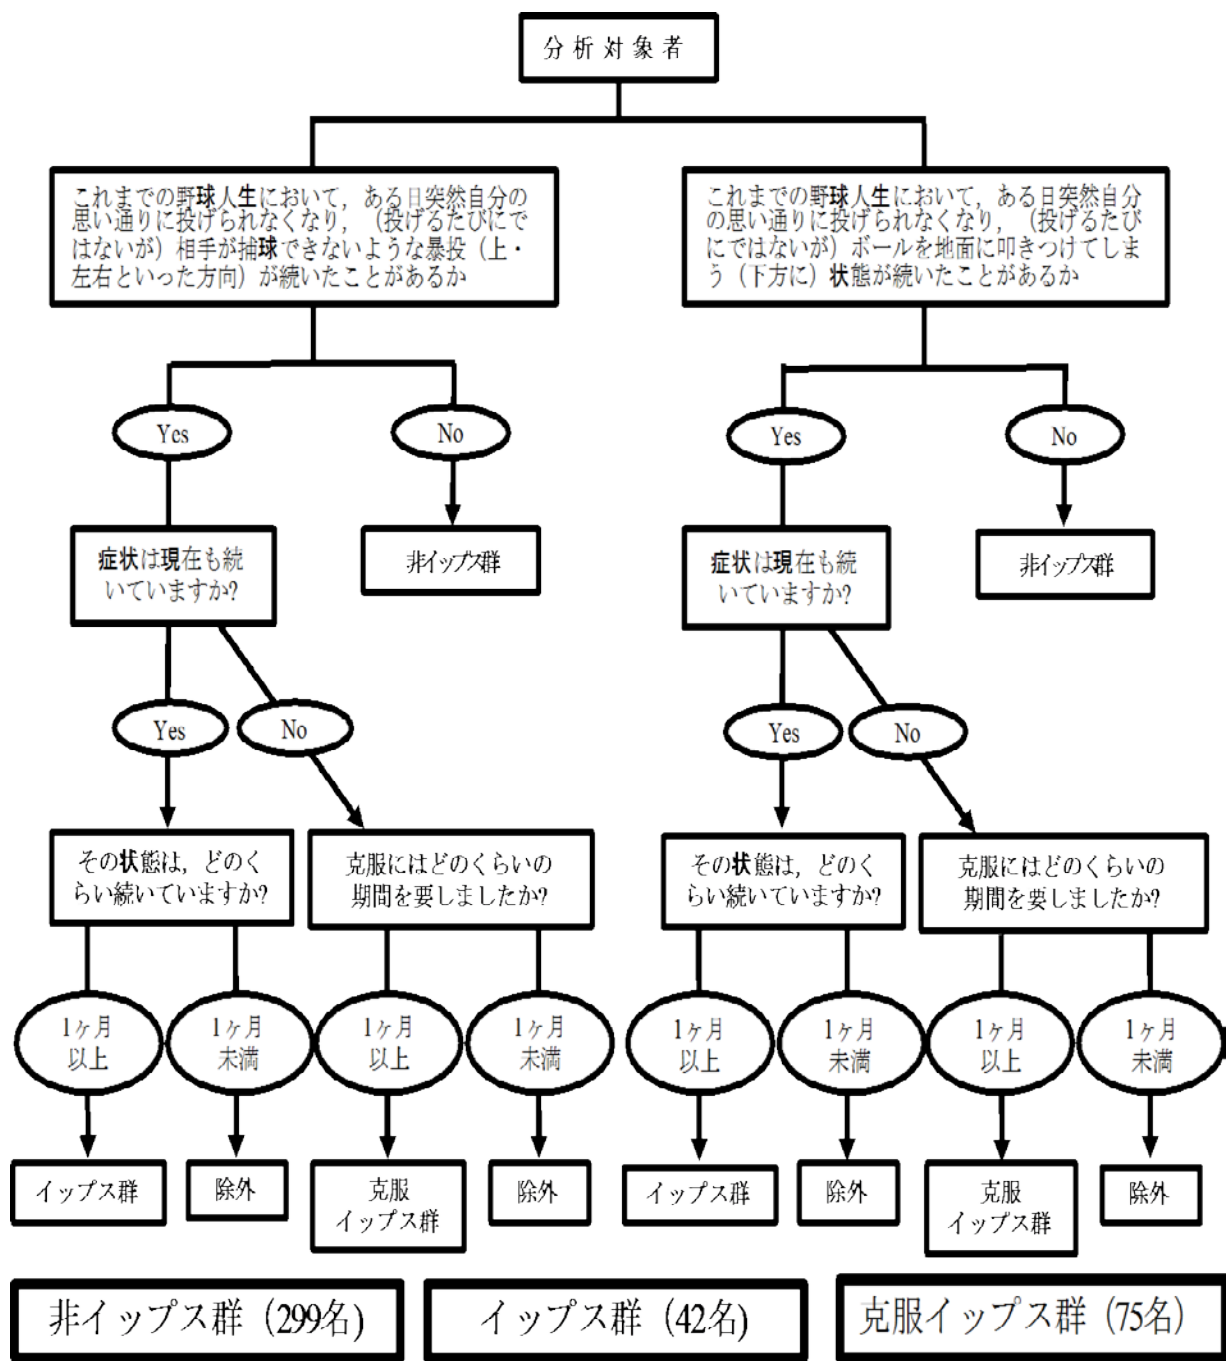 分析対象者
これまでの野球人生において，ある日突然自分の
思い通りに投げられなくなり，（投げるたびにで
はないが）相手が捕球できないような暴投（上・
左右といった方向）が続いたことがあるか
これまでの野球人生において，ある日突然自分
の思い通りに投げられなくなり，（投げるたび
にではないが）ボールを地面に叩きつけてしま
う（下方に）状態が続いたことがあるか
Yes
No
Yes
No
症状は現在も続
いていますか?
非イップス群
症状は現在も続
いていますか?
非イップス群
Yes
No
Yes
No
その状態は，どのく
らい続いていますか?
克服にはどのくらいの
期間を要しましたか?
その状態は，どのく
らい続いていますか?
克服にはどのくらいの
期間を要しましたか?
1ヶ月
以上
1ヶ月
未満
1ヶ月
以上
1ヶ月
未満
1ヶ月
以上
1ヶ月
未満
1ヶ月
以上
1ヶ月
未満
イップス群
除外
克服
イップス群
除外
イップス群
除外
克服
イップス群
除外
非イップス群（299名）
イップス群（42名）
克服イップス群（75名）